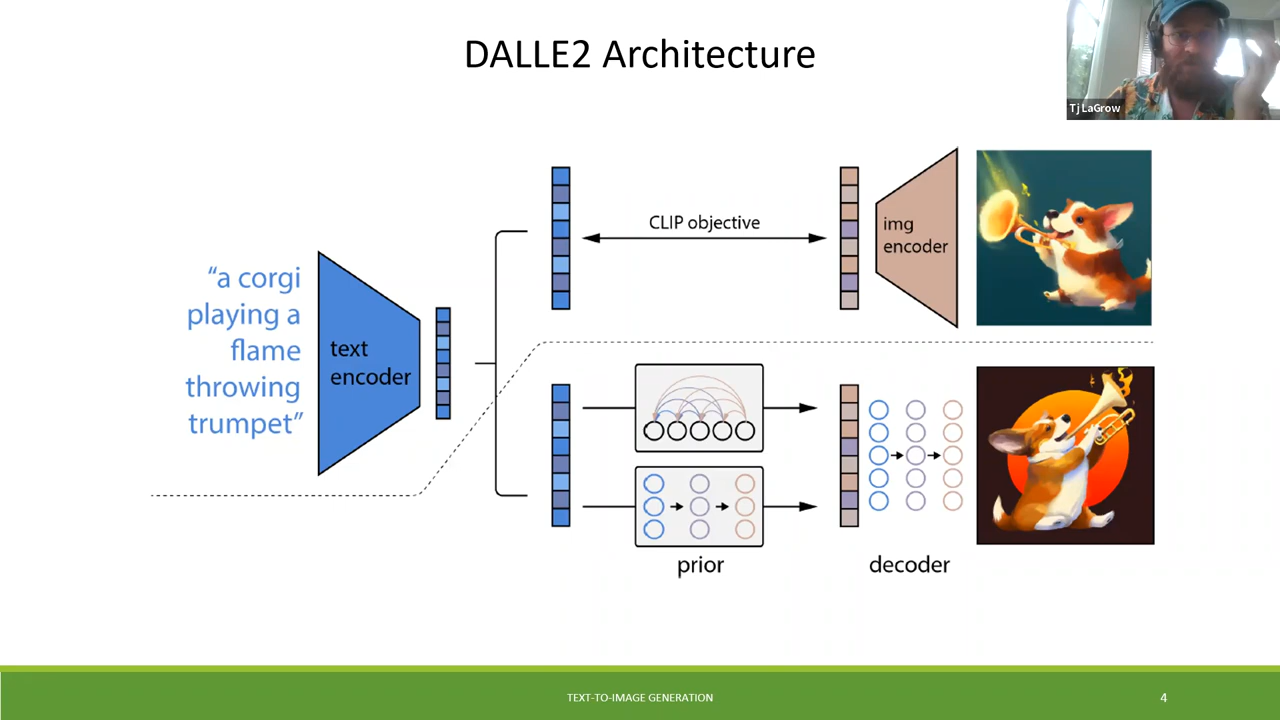 DALLE2 Architecture
Tj LaGrow
“a corgi
playing a
flame
throwing
trumpet”
text
encoder
CLIP objective
img
encoder
prior
decoder
TEXT-TO-IMAGE GENERATION
4